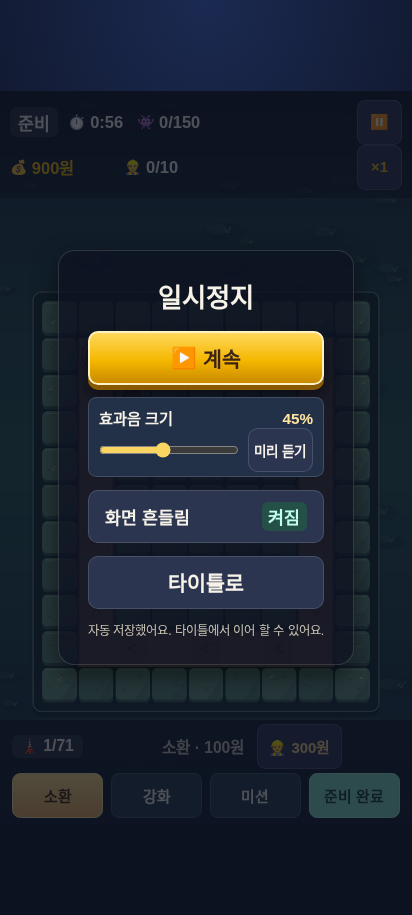 준비 0:56 0/150
900원 0/10 ×1
일시정지
계속
효과음 크기 45%
미리 듣기
화면 흔들림 켜짐
타이틀로
자동 저장했어요. 타이틀에서 이어 할 수 있어요.
1/71 소환 · 100원 300원
소환 강화 미션 준비 완료